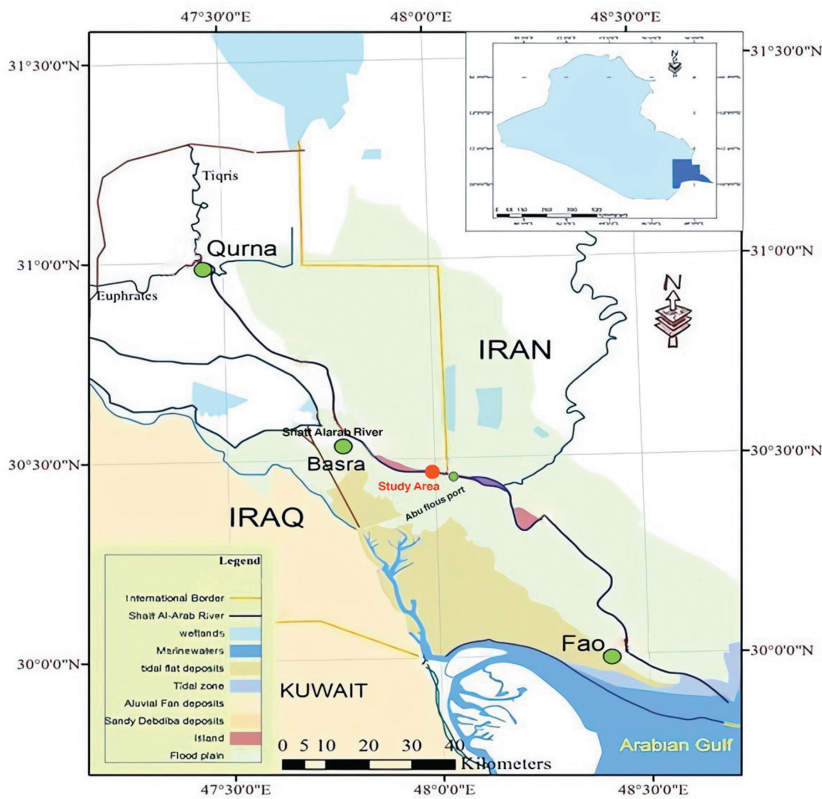 47°30'0"E
48°0'0"E
48°30'0"E
31°30'0"N
31°30'0"N
N
Tiqris
Qurna
31°0'0"N
31°0'0"N
Euphrates
N
IRAN
Shatt Alarab River
Basra
30°30'0"N
30°30'0"N
Study Area
Abu flous port
IRAQ
Legend
International Border
Shatt Al-Arab River
wetlands
Marinewaters
tidal flat deposits
Tidal zone
Aluvial Fan deposits
Sandy Debdiba deposits
Island
Flood plain
Fao
30°0'0"N
30°0'0"N
KUWAIT
0 5 10 20 30 40
Kilometers
Arabian Gulf
47°30'0"E
48°0'0"E
48°30'0"E